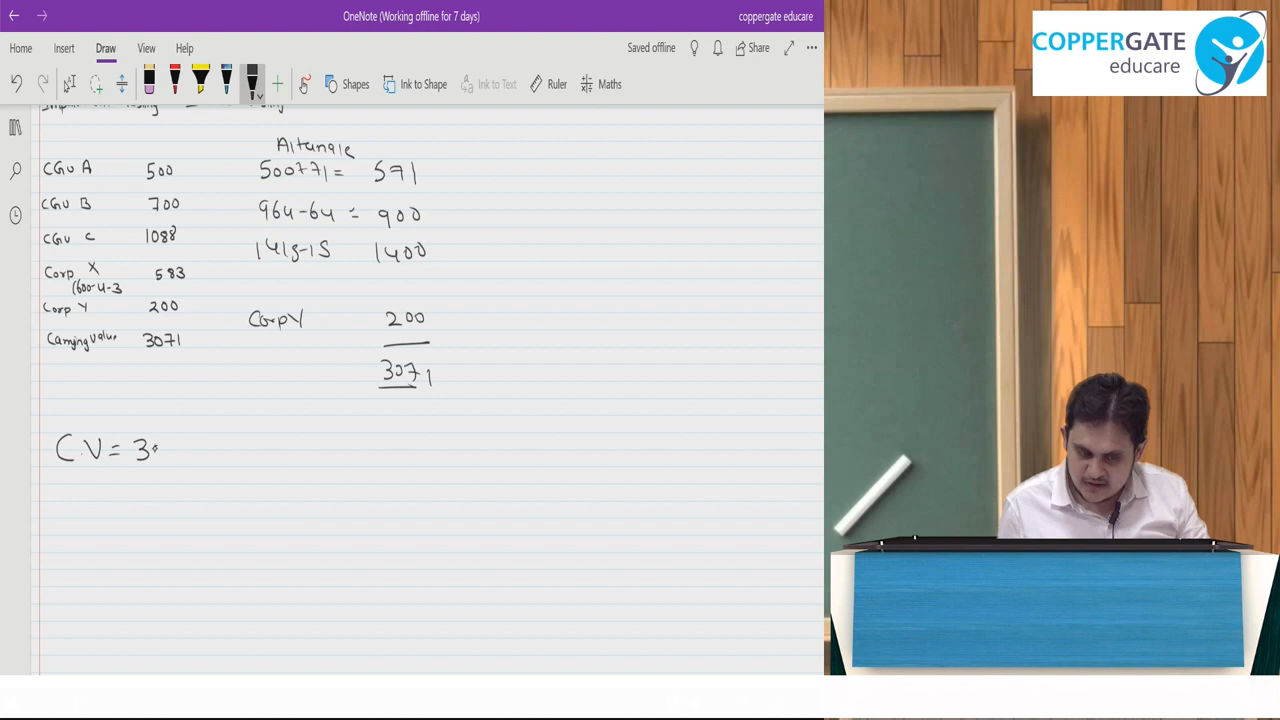 OneNote (Working offline for 7 days)
coppergate educare
Home Insert Draw View Help
Saved offline Share
Shapes Ink to Shape Ink to Text Ruler Maths
COPPERGATE
educare
Alternate
CGU A 500 500+71= 571
CGU B 700 964-64 = 900
CGU C 1088 1415-15 1400
Corp X 583
(600-4-3
Corp Y 200 Corp Y 200
Carrying value 3071
3071
C.V = 3